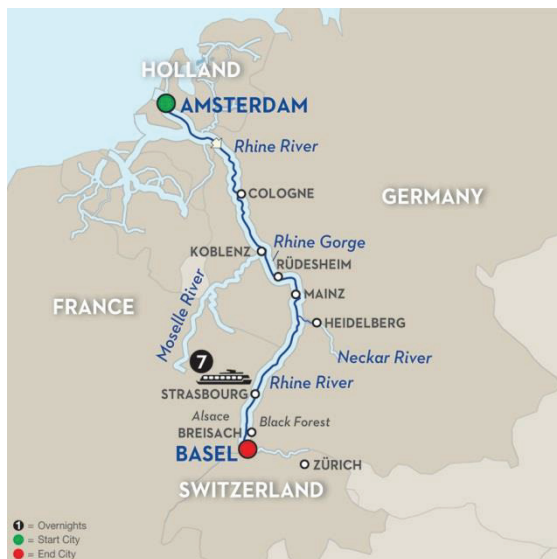 HOLLAND
AMSTERDAM
Rhine River
COLOGNE
GERMANY
KOBLENZ
Rhine Gorge
RÜDESHEIM
MAINZ
FRANCE
Moselle River
HEIDELBERG
Neckar River
7
STRASBOURG
Rhine River
Alsace
Black Forest
BREISACH
BASEL
ZÜRICH
SWITZERLAND
1 = Overnights
= Start City
= End City